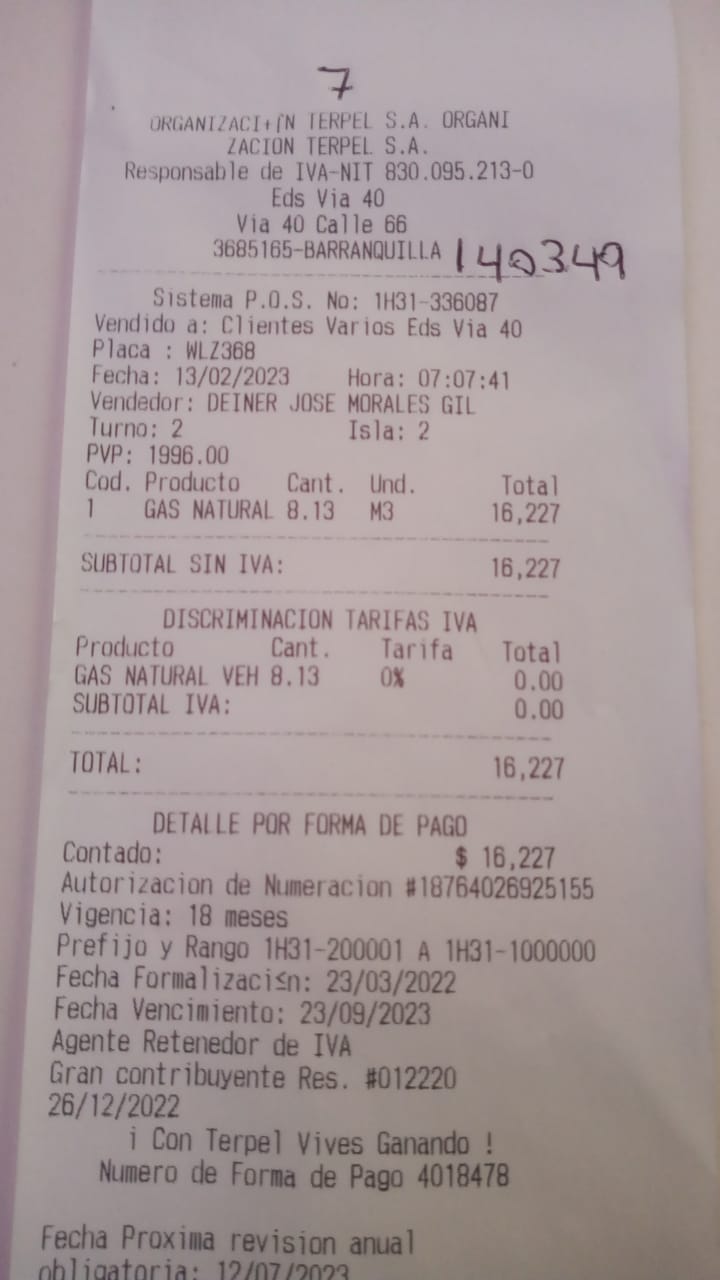 7
ORGANIZACI+∫N TERPEL S.A. ORGANI
ZACION TERPEL S.A.
Responsable de IVA-NIT 830.095.213-0
Eds Via 40
Via 40 Calle 66
3685165-BARRANQUILLA 140349
Sistema P.O.S. No: 1H31-336087
Vendido a: Clientes Varios Eds Via 40
Placa : WLZ368
Fecha: 13/02/2023 Hora: 07:07:41
Vendedor: DEINER JOSE MORALES GIL
Turno: 2 Isla: 2
PVP: 1996.00
Cod. Producto Cant. Und. Total
1 GAS NATURAL 8.13 M3 16,227
SUBTOTAL SIN IVA: 16,227
DISCRIMINACION TARIFAS IVA
Producto Cant. Tarifa Total
GAS NATURAL VEH 8.13 0% 0.00
SUBTOTAL IVA: 0.00
TOTAL: 16,227
DETALLE POR FORMA DE PAGO
Contado: $ 16,227
Autorizacion de Numeracion #18764026925155
Vigencia: 18 meses
Prefijo y Rango 1H31-200001 A 1H31-1000000
Fecha Formalizaci≤n: 23/03/2022
Fecha Vencimiento: 23/09/2023
Agente Retenedor de IVA
Gran contribuyente Res. #012220
26/12/2022
¡ Con Terpel Vives Ganando !
Numero de Forma de Pago 4018478
Fecha Proxima revision anual
obligatoria: 12/07/2023